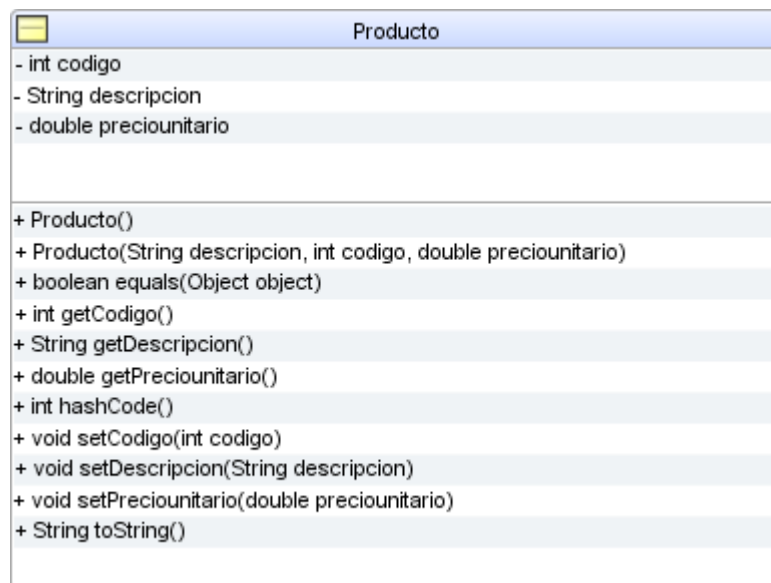 Producto
- int codigo
- String descripcion
- double preciounitario
+ Producto()
+ Producto(String descripcion, int codigo, double preciounitario)
+ boolean equals(Object object)
+ int getCodigo()
+ String getDescripcion()
+ double getPreciounitario()
+ int hashCode()
+ void setCodigo(int codigo)
+ void setDescripcion(String descripcion)
+ void setPreciounitario(double preciounitario)
+ String toString()